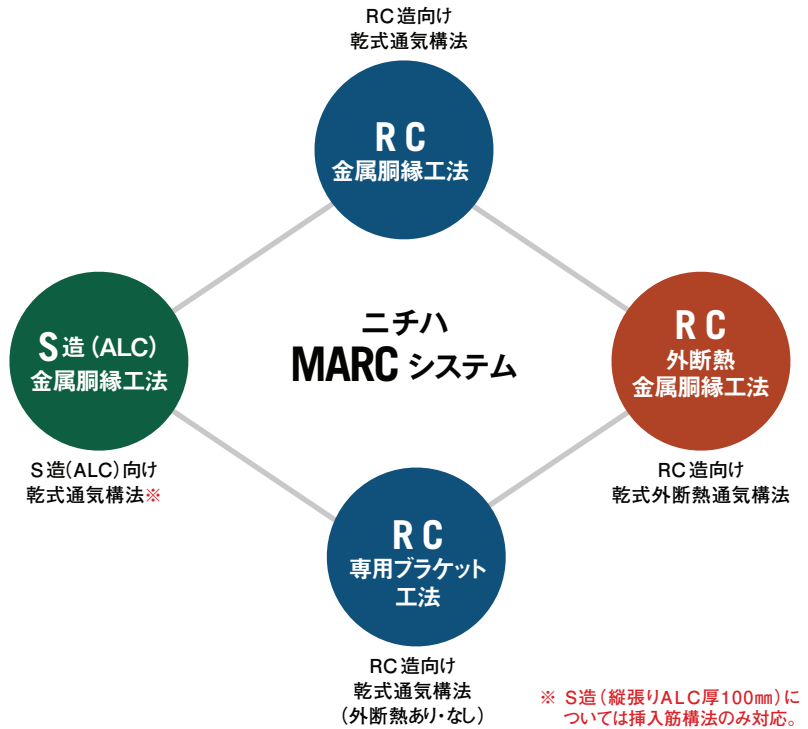 RC造向け
乾式通気構法
RC
金属胴縁工法
ニチハ
MARC システム
S造(ALC)
金属胴縁工法
S造(ALC)向け
乾式通気構法※
RC
外断熱
金属胴縁工法
RC造向け
乾式外断熱通気構法
RC
専用ブラケット
工法
RC造向け
乾式通気構法
(外断熱あり・なし)
※ S造(縦張りALC厚100㎜)に
ついては挿入筋構法のみ対応。